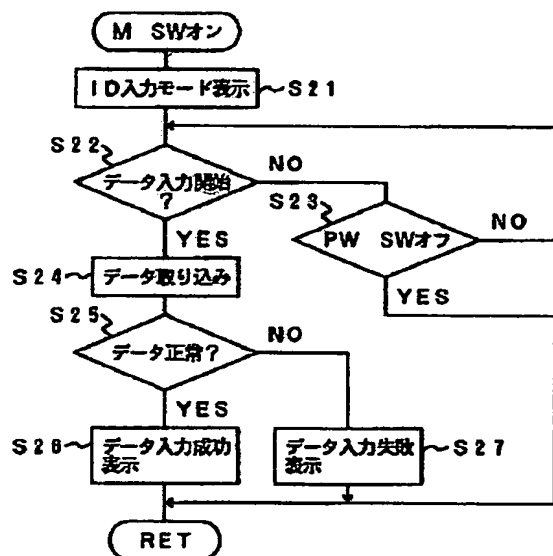 M SWオン
ID入力モード表示
S21
S22
データ入力開始
?
NO
S23
PW SWオフ
NO
YES
YES
S24
データ取り込み
S25
データ正常?
NO
YES
S26
データ入力成功
表示
データ入力失敗
表示
S27
RET